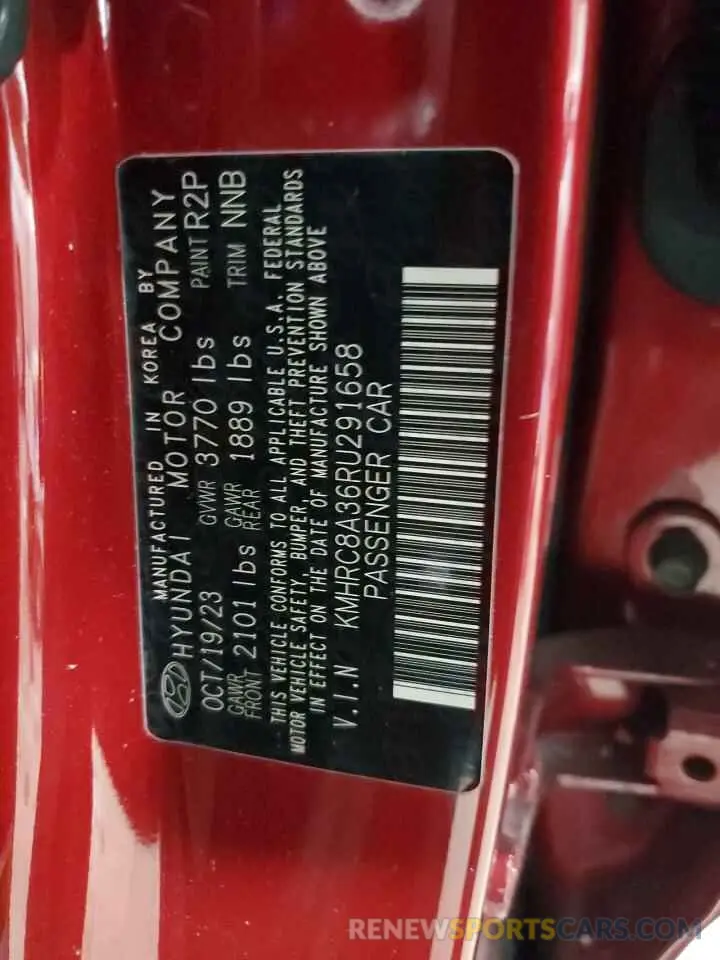 MANUFACTURED IN KOREA BY
HYUNDAI MOTOR COMPANY
OCT/19/23 GVWR 3770 lbs PAINT R2P
GAWR FRONT 2101 lbs GAWR REAR 1889 lbs TRIM NNB
THIS VEHICLE CONFORMS TO ALL APPLICABLE U.S.A. FEDERAL
MOTOR VEHICLE SAFETY, BUMPER, AND THEFT PREVENTION STANDARDS
IN EFFECT ON THE DATE OF MANUFACTURE SHOWN ABOVE
V.I.N KMHRC8A36RU291658
PASSENGER CAR
RENEWSPORTSCARS.COM